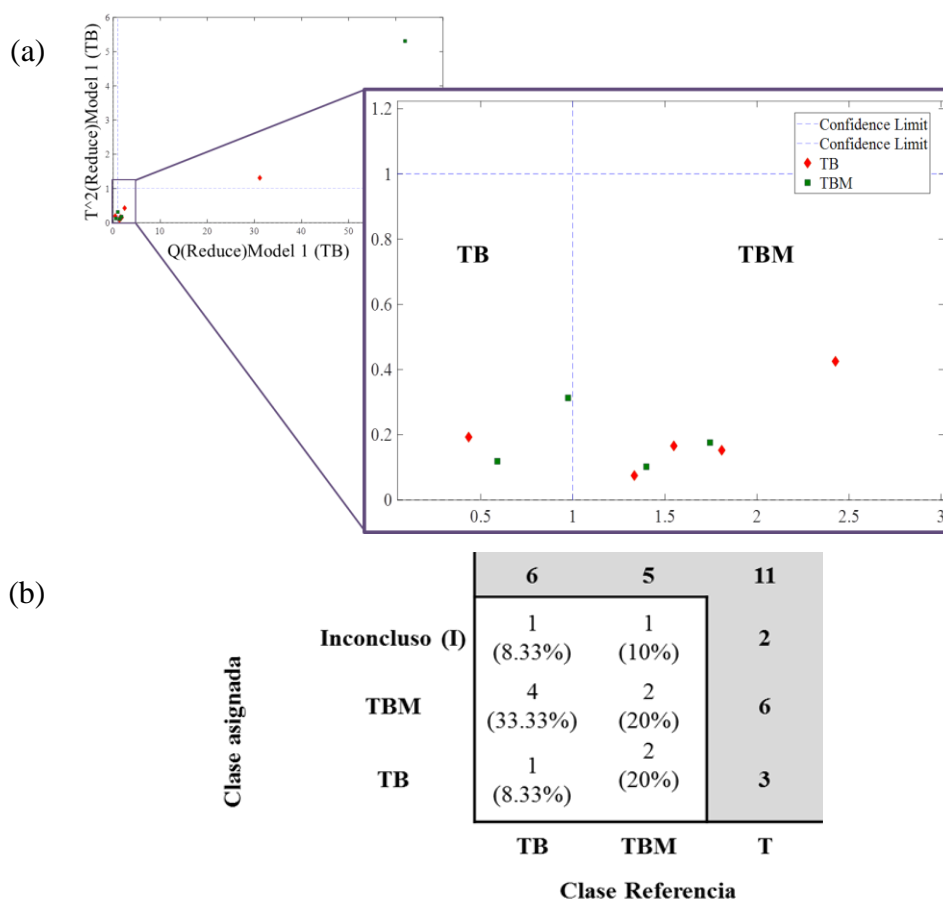 (a)
T^2(Reduce)Model 1 (TB)
6
5
4
3
2
1
0
0
10
20
30
40
50
Q(Reduce)Model 1 (TB)
1.2
1
0.8
0.6
0.4
0.2
0
0.5
1
1.5
2
2.5
3
Confidence Limit
Confidence Limit
TB
TBM
TB
TBM
(b)
6 5 11
Clase asignada
Inconcluso (I) 1 1 2
(8.33%) (10%)
TBM 4 2 6
(33.33%) (20%)
TB 1 2 3
(8.33%) (20%)
TB TBM T
Clase Referencia